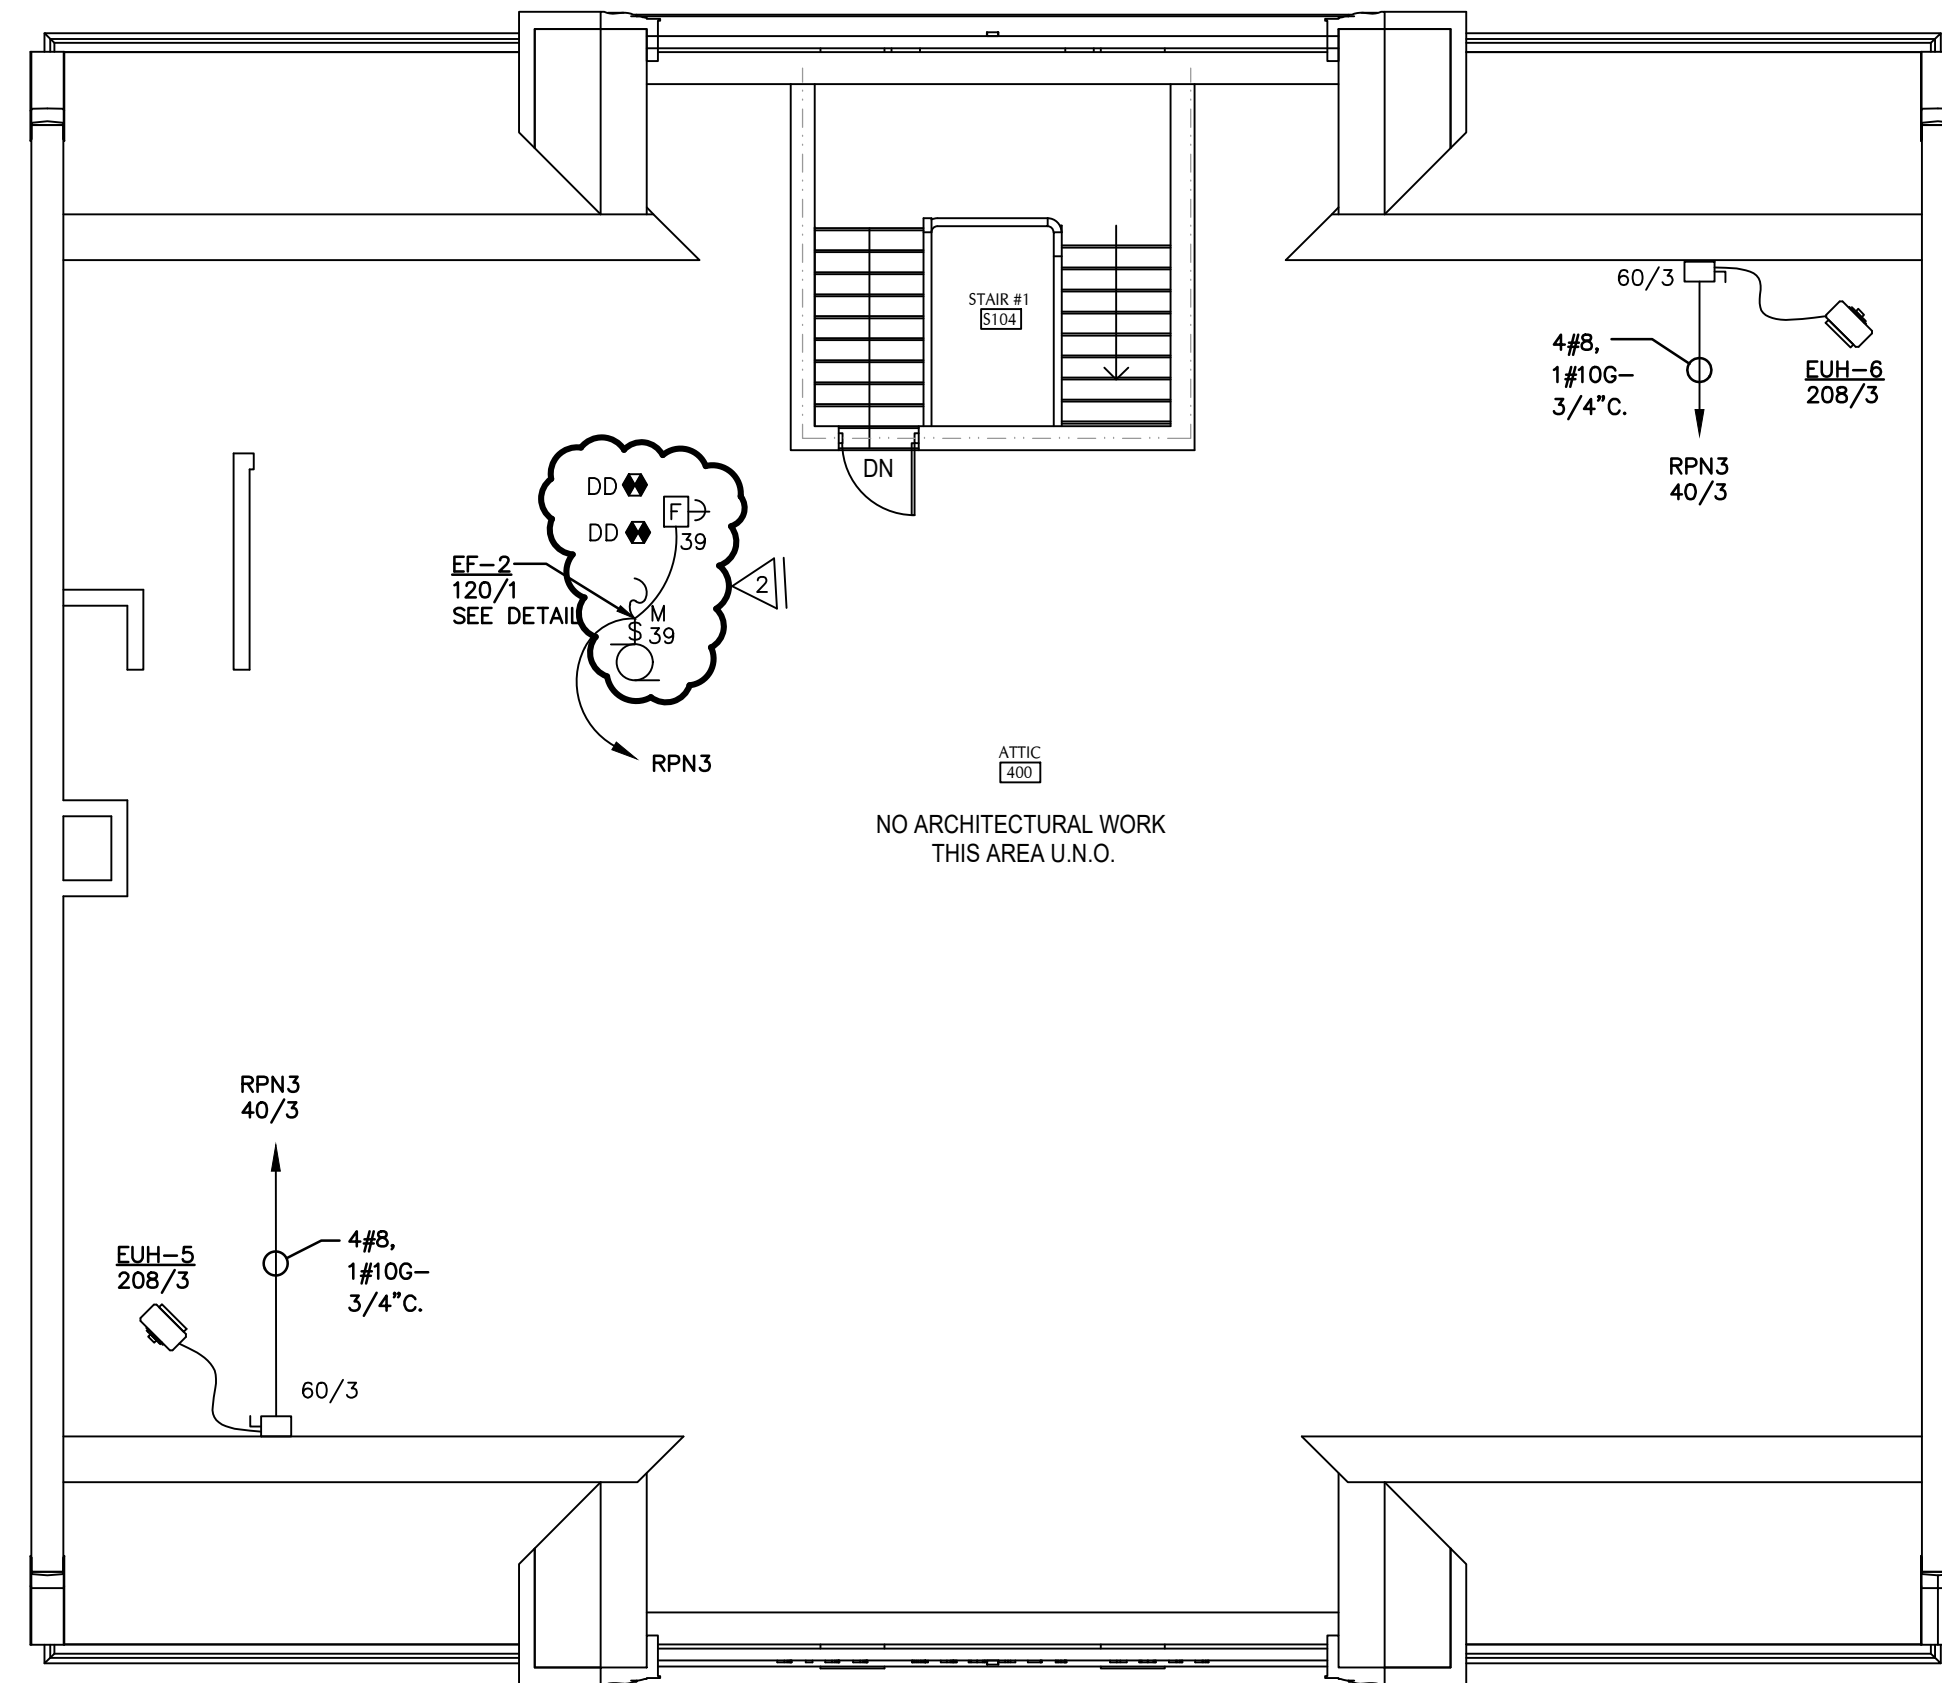 STAIR #1
S104
60/3
4#8,
1#10G-
3/4"C.
EUH-6
208/3
RPN3
40/3
DN
DD
F
DD
39
EF-2
120/1
SEE DETAIL
2
M
$
39
RPN3
ATTIC
400
NO ARCHITECTURAL WORK
THIS AREA U.N.O.
RPN3
40/3
EUH-5
208/3
4#8,
1#10G-
3/4"C.
60/3